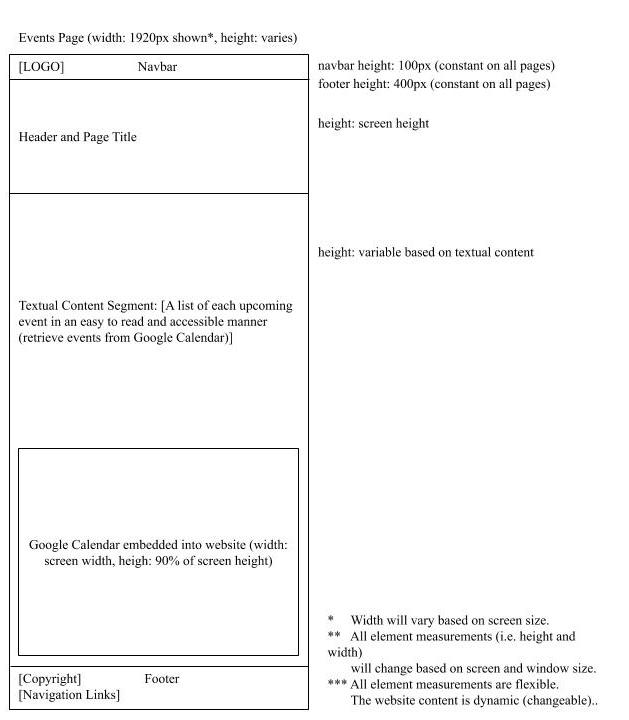 Events Page (width: 1920px shown*, height: varies)
[LOGO] Navbar
navbar height: 100px (constant on all pages)
footer height: 400px (constant on all pages)
height: screen height
Header and Page Title
height: variable based on textual content
Textual Content Segment: [A list of each upcoming
event in an easy to read and accessible manner
(retrieve events from Google Calendar)]
Google Calendar embedded into website (width:
screen width, heigh: 90% of screen height)
* Width will vary based on screen size.
** All element measurements (i.e. height and
width)
will change based on screen and window size.
*** All element measurements are flexible.
The website content is dynamic (changeable)..
[Copyright] Footer
[Navigation Links]